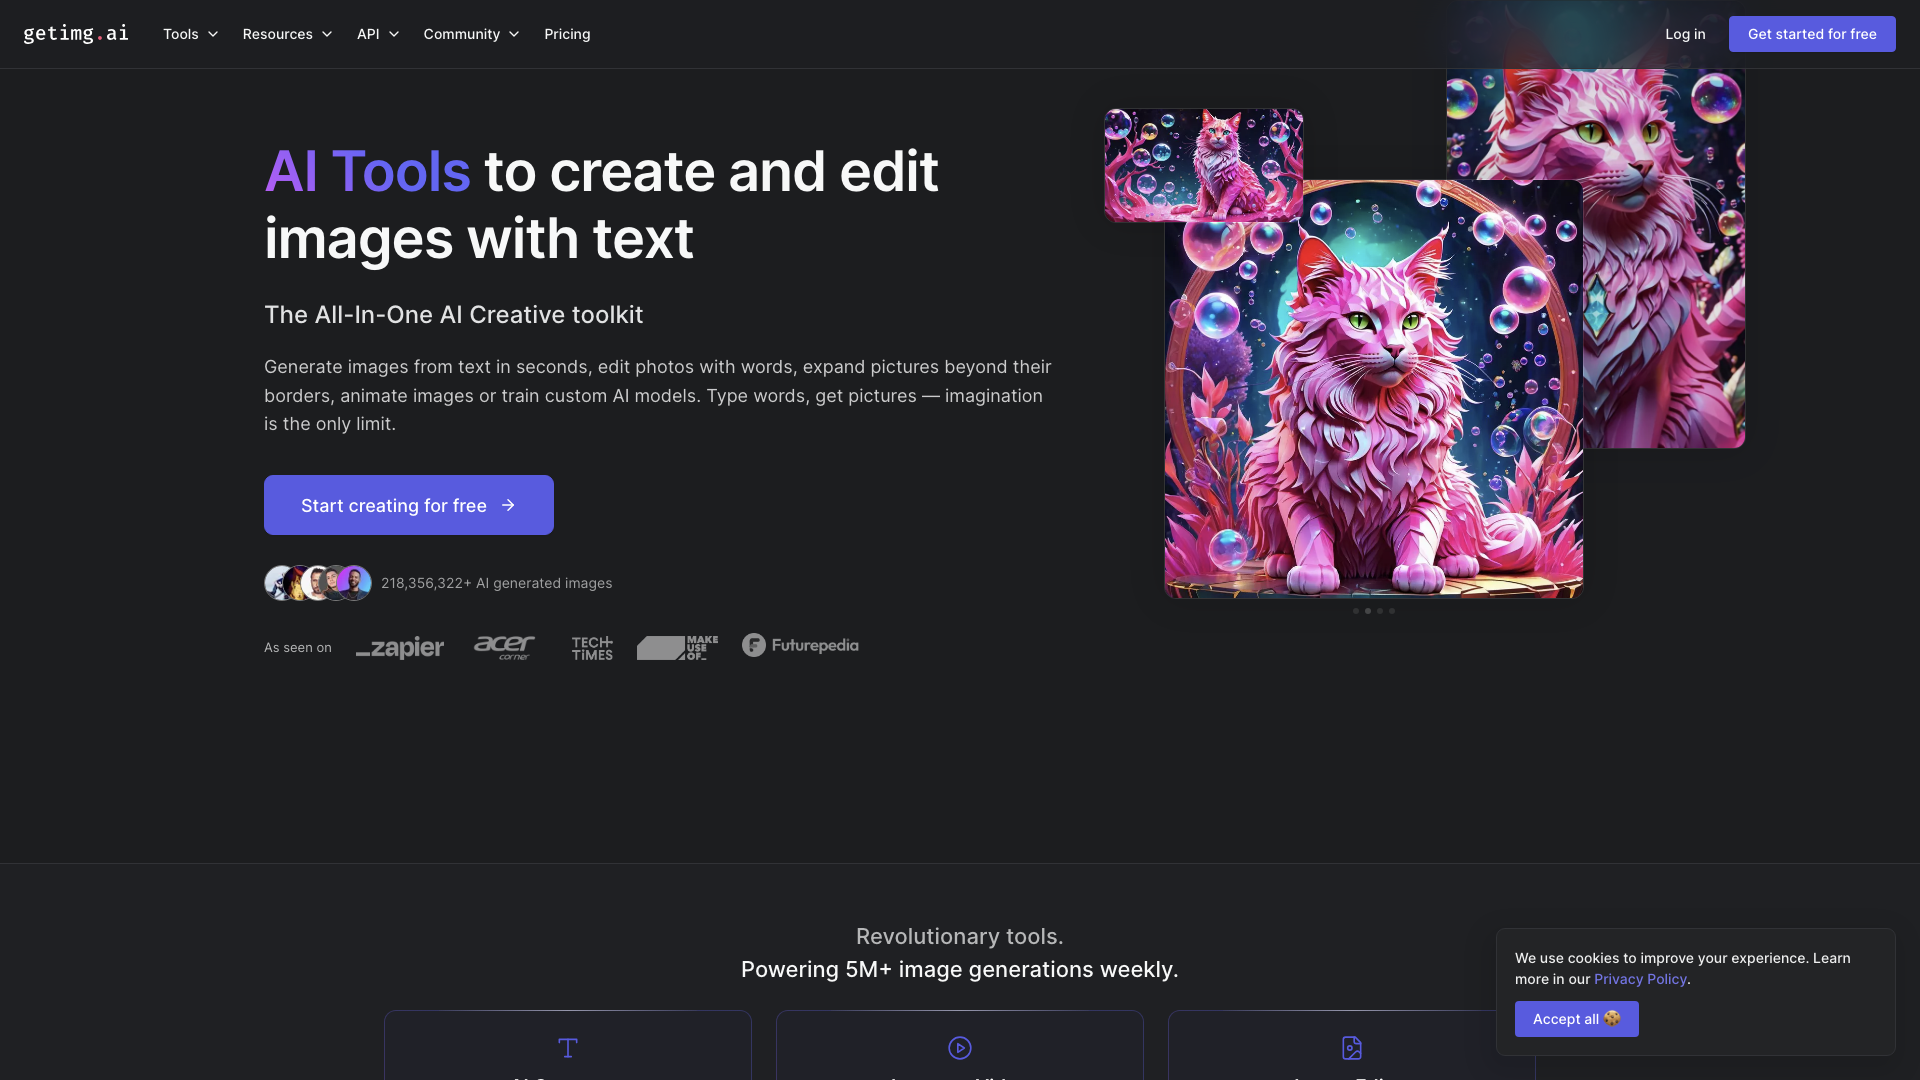 getimg.ai
Tools
Resources
API
Community
Pricing
Log in
Get started for free
AI Tools to create and edit
images with text
The All-In-One AI Creative toolkit
Generate images from text in seconds, edit photos with words, expand pictures beyond their
borders, animate images or train custom AI models. Type words, get pictures — imagination
is the only limit.
Start creating for free
218,356,322+ AI generated images
As seen on
_zapier
acer
corner
TECH
TIMES
MAKE
USE
OF_
Futurepedia
Revolutionary tools.
Powering 5M+ image generations weekly.
We use cookies to improve your experience. Learn
more in our Privacy Policy.
Accept all